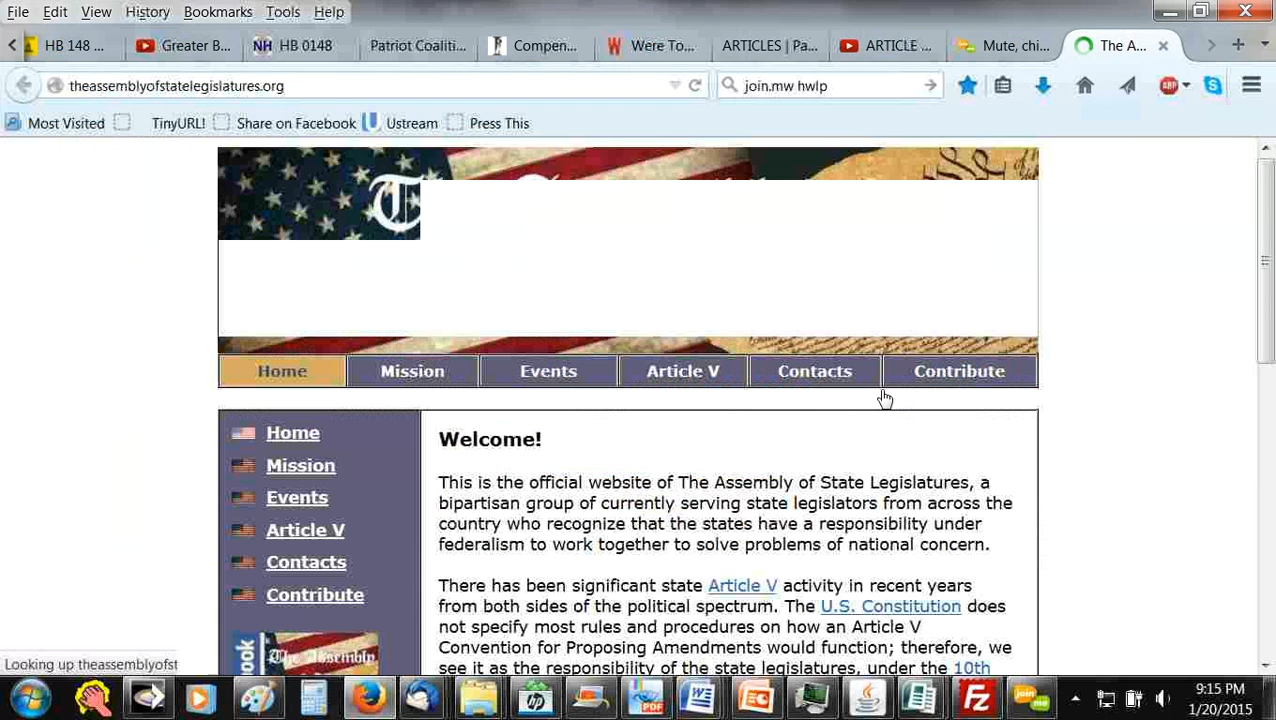 File Edit View History Bookmarks Tools Help
HB 148 ... Greater B... NH HB 0148 Patriot Coaliti... Compen... W Were To... ARTICLES | Pa... ARTICLE ... Mute, chi... The A...
theassemblyofstatelegislatures.org join.mw hwlp
Most Visited TinyURL! Share on Facebook Ustream Press This
Home Mission Events Article V Contacts Contribute
Home
Mission
Events
Article V
Contacts
Contribute
The Assembly
Welcome!
This is the official website of The Assembly of State Legislatures, a
bipartisan group of currently serving state legislators from across the
country who recognize that the states have a responsibility under
federalism to work together to solve problems of national concern.
There has been significant state Article V activity in recent years
from both sides of the political spectrum. The U.S. Constitution does
not specify most rules and procedures on how an Article V
Convention for Proposing Amendments would function; therefore, we
see it as the responsibility of the state legislatures, under the 10th
Looking up theassemblyofst
9:15 PM
1/20/2015